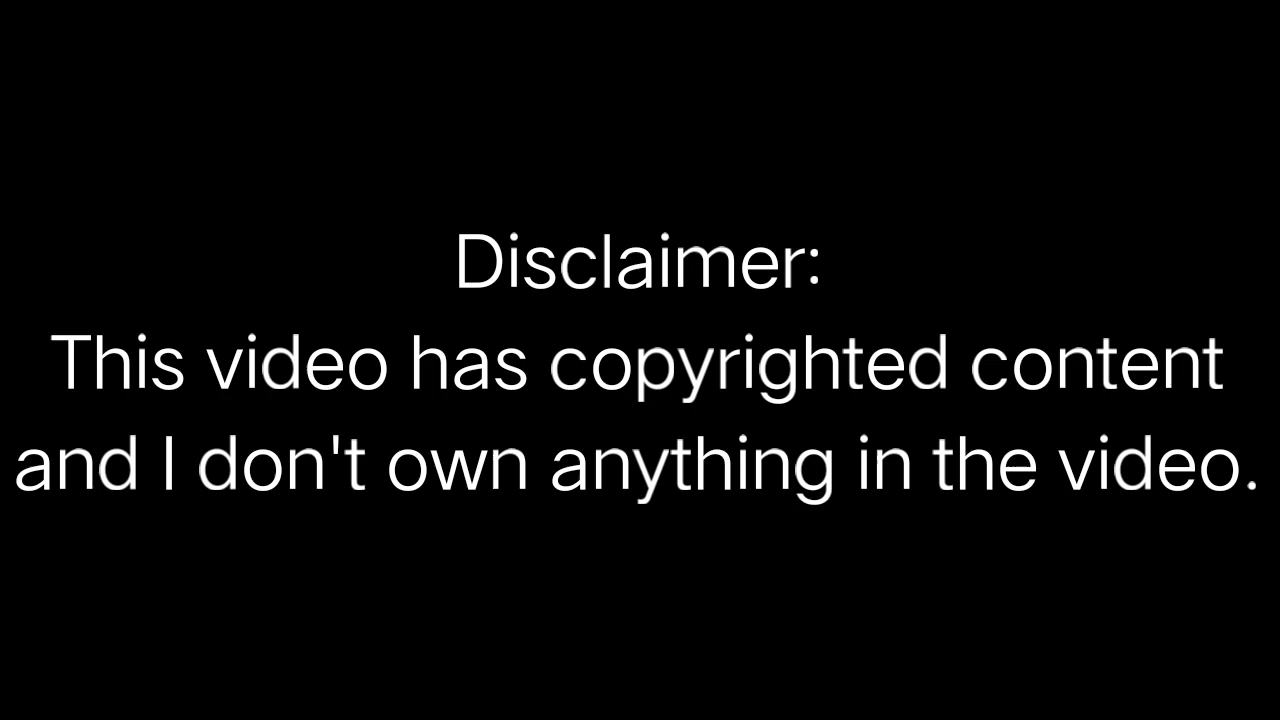 Disclaimer:
This video has copyrighted content
and I don't own anything in the video.